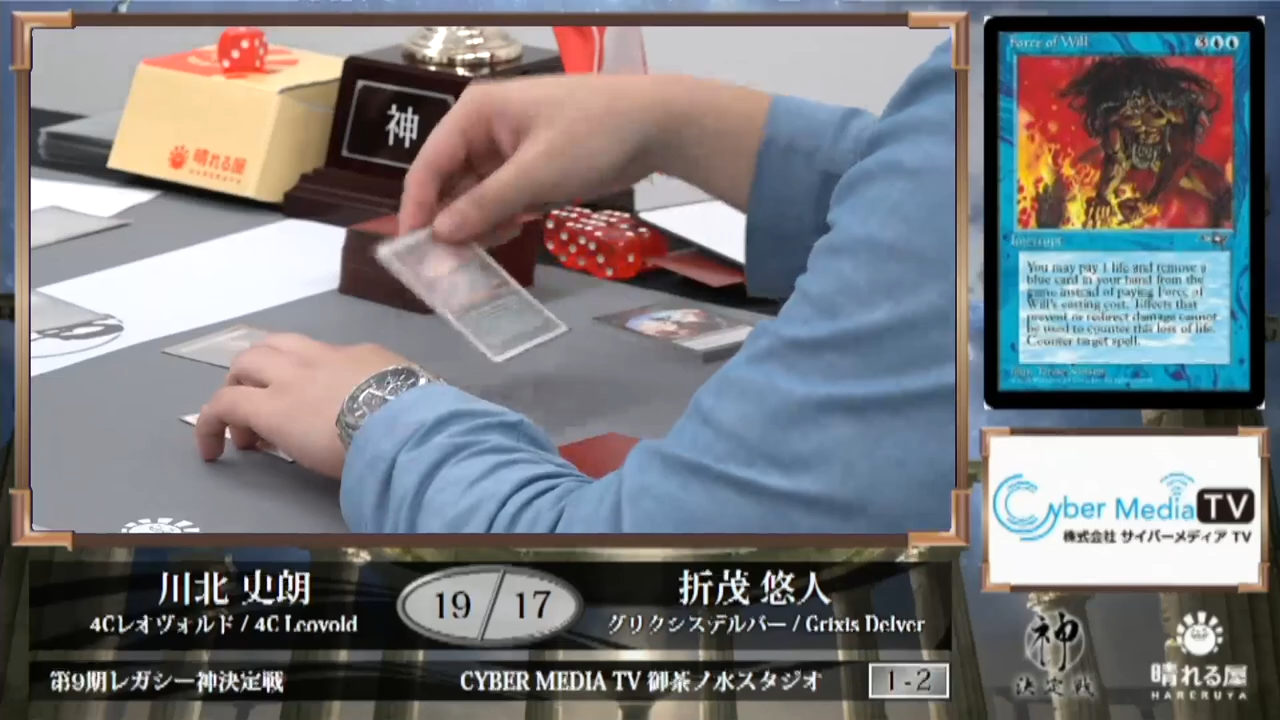 晴れる屋
HARERUYA
神
Force of Will
3
Interrupt
You may pay 1 life and remove a
blue card in your hand from the
game instead of paying Force of
Will's casting cost. Effects that
prevent or redirect damage cannot
be used to counter this loss of life.
Counter target spell.
Cyber Media TV
株式会社 サイバーメディア TV
川北 史朗
4Cレオヴォルド / 4C Leovold
19 / 17
折茂 悠人
グリクシスデルバー / Grixis Delver
第9期レガシー神決定戦
CYBER MEDIA TV 御茶ノ水スタジオ
1-2
神
決定戦
晴れる屋
HARERUYA